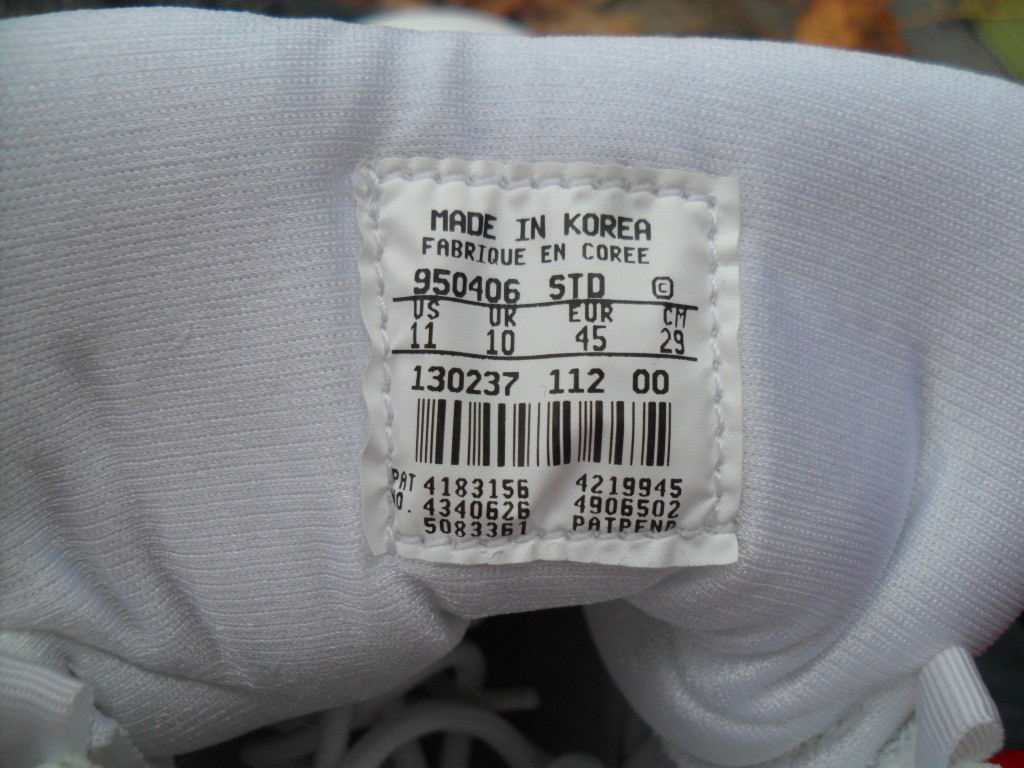 MADE IN KOREA
FABRIQUE EN COREE
950406 STD ©
US UK EUR CM
11 10 45 29
130237 112 00
PAT 4183156 4219945
NO. 4340626 4906502
5083361 PATPEND